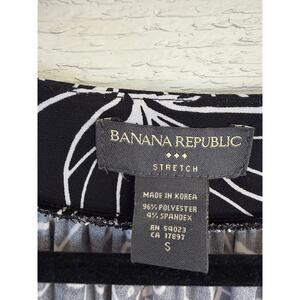 BANANA REPUBLIC
STRETCH
MADE IN KOREA
96% POLYESTER
4% SPANDEX
RN 54023
CA 17897
S